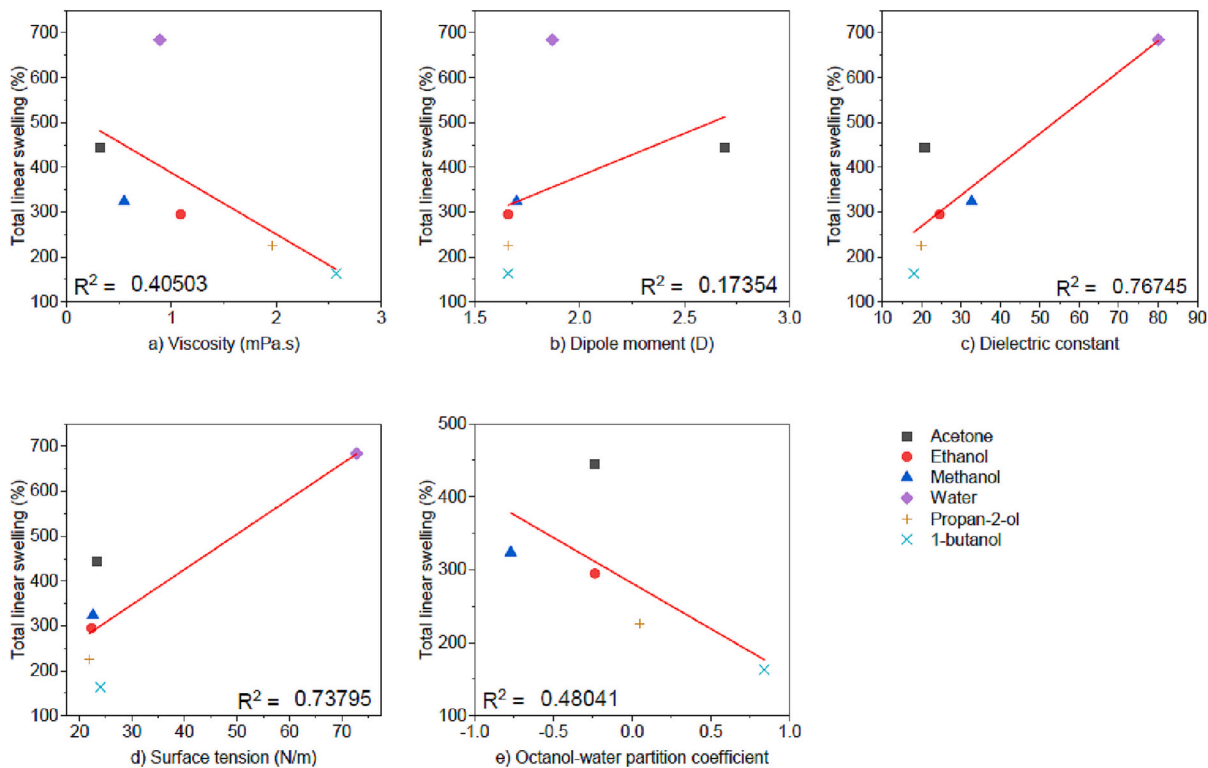 700
600
500
400
300
200
100
Total linear swelling (%)
R² = 0.40503
0 1 2 3
a) Viscosity (mPa.s)
700
600
500
400
300
200
100
Total linear swelling (%)
R² = 0.17354
1.5 2.0 2.5 3.0
b) Dipole moment (D)
700
600
500
400
300
200
100
Total linear swelling (%)
R² = 0.76745
10 20 30 40 50 60 70 80 90
c) Dielectric constant
700
600
500
400
300
200
100
Total linear swelling (%)
R² = 0.73795
20 30 40 50 60 70
d) Surface tension (N/m)
500
400
300
200
100
Total linear swelling (%)
R² = 0.48041
-1.0 -0.5 0.0 0.5 1.0
e) Octanol-water partition coefficient
Acetone
Ethanol
Methanol
Water
Propan-2-ol
1-butanol